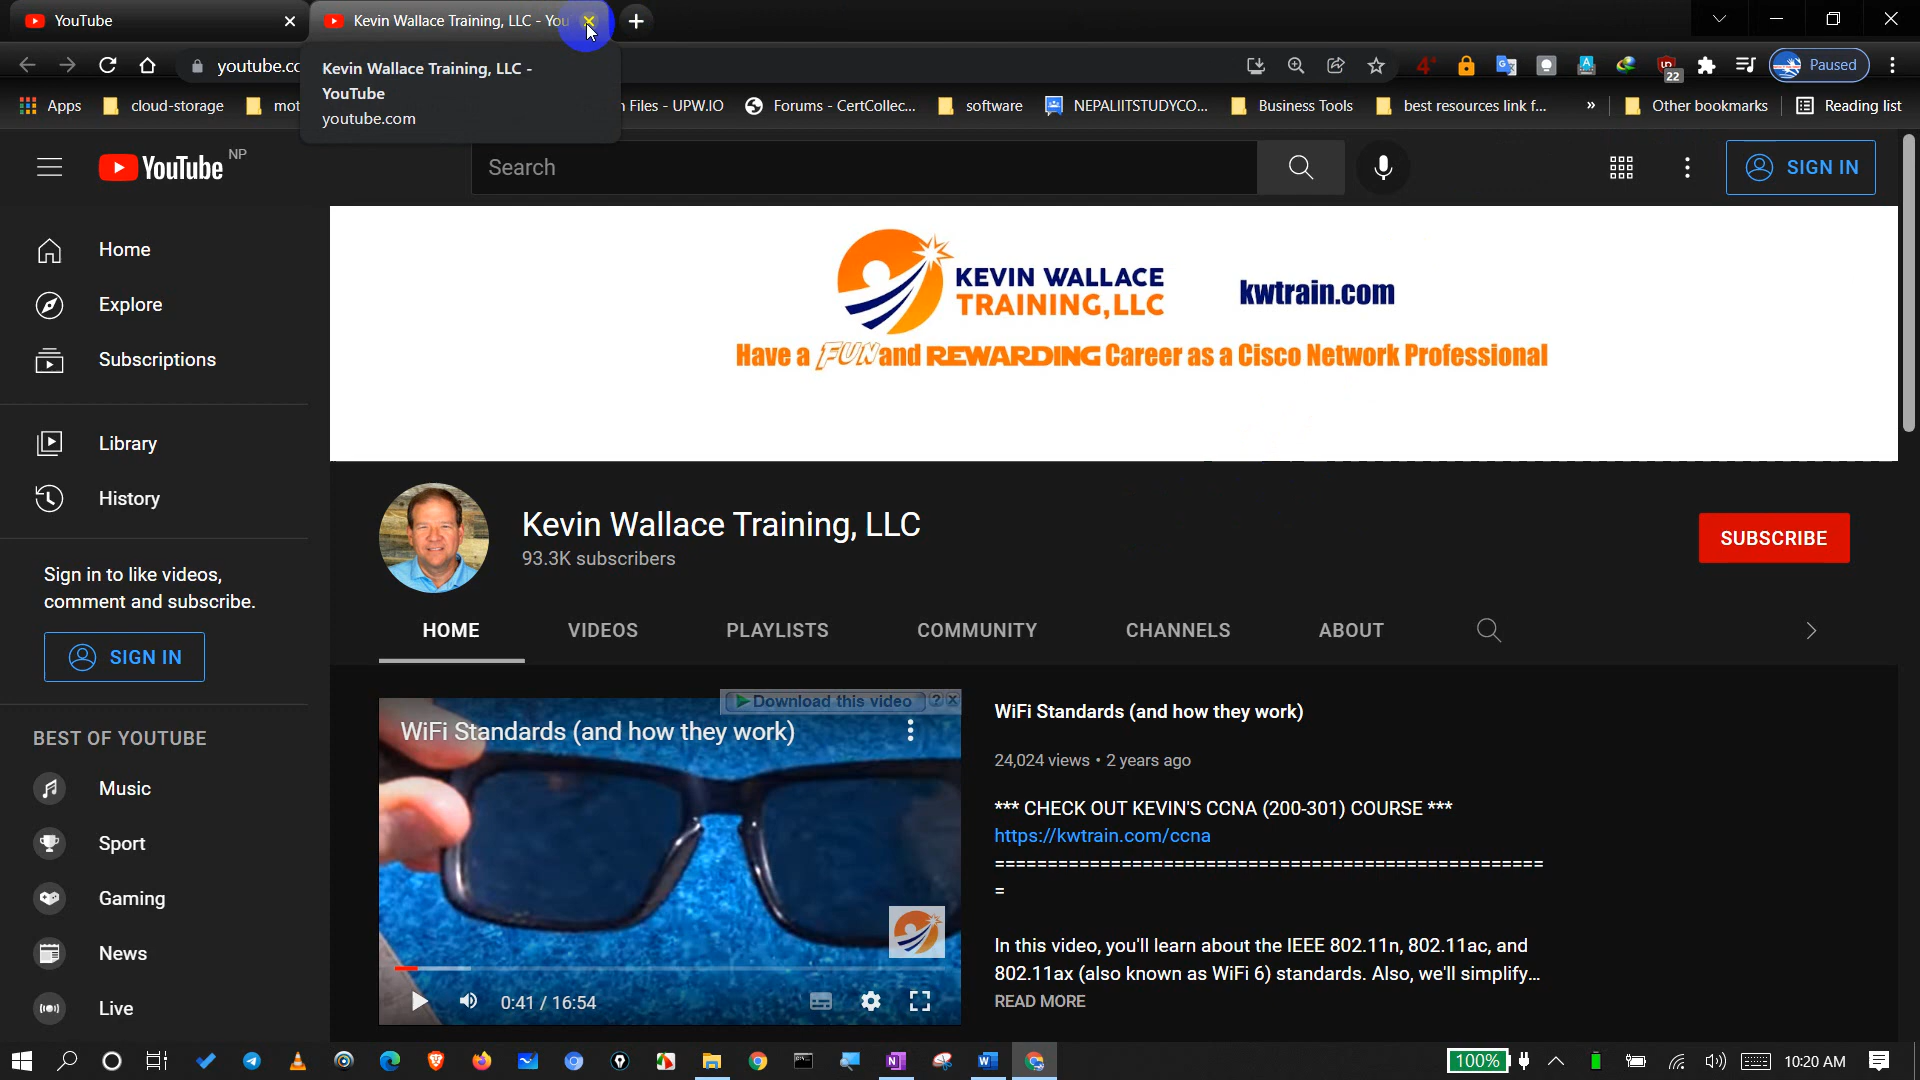 YouTube
Kevin Wallace Training, LLC - You
youtube.co
Kevin Wallace Training, LLC -
YouTube
youtube.com
22
Paused
Apps
cloud-storage
mot
Files - UPW.IO
Forums - CertCollec...
software
NEPALIITSTUDYCO...
Business Tools
best resources link f...
»
Other bookmarks
Reading list
YouTube NP
Search
SIGN IN
Home
Explore
Subscriptions
Library
History
Sign in to like videos,
comment and subscribe.
SIGN IN
BEST OF YOUTUBE
Music
Sport
Gaming
News
Live
KEVIN WALLACE
TRAINING, LLC
kwtrain.com
Have a FUN and REWARDING Career as a Cisco Network Professional
Kevin Wallace Training, LLC
93.3K subscribers
SUBSCRIBE
HOME
VIDEOS
PLAYLISTS
COMMUNITY
CHANNELS
ABOUT
Download this video ? x
WiFi Standards (and how they work)
0:41 / 16:54
WiFi Standards (and how they work)
24,024 views • 2 years ago
*** CHECK OUT KEVIN'S CCNA (200-301) COURSE ***
https://kwtrain.com/ccna
====================================================
=
In this video, you'll learn about the IEEE 802.11n, 802.11ac, and
802.11ax (also known as WiFi 6) standards. Also, we'll simplify...
READ MORE
100%
10:20 AM